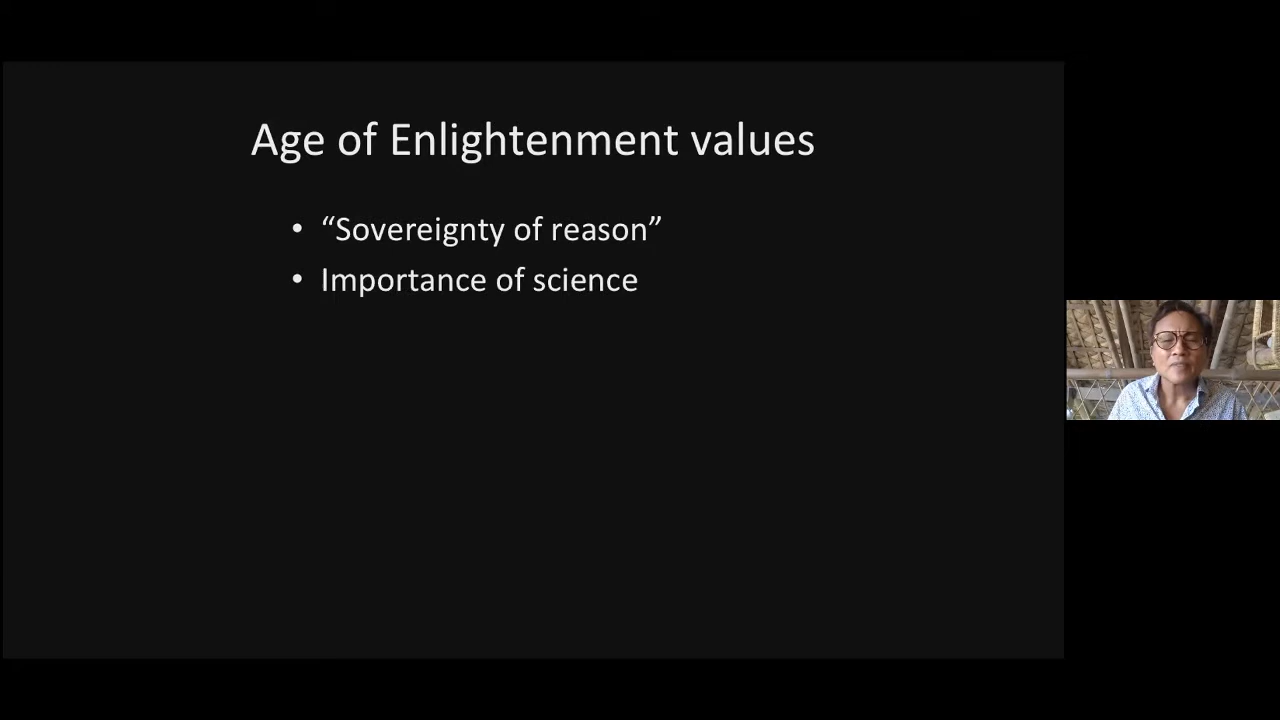 Age of Enlightenment values
• “Sovereignty of reason”
• Importance of science